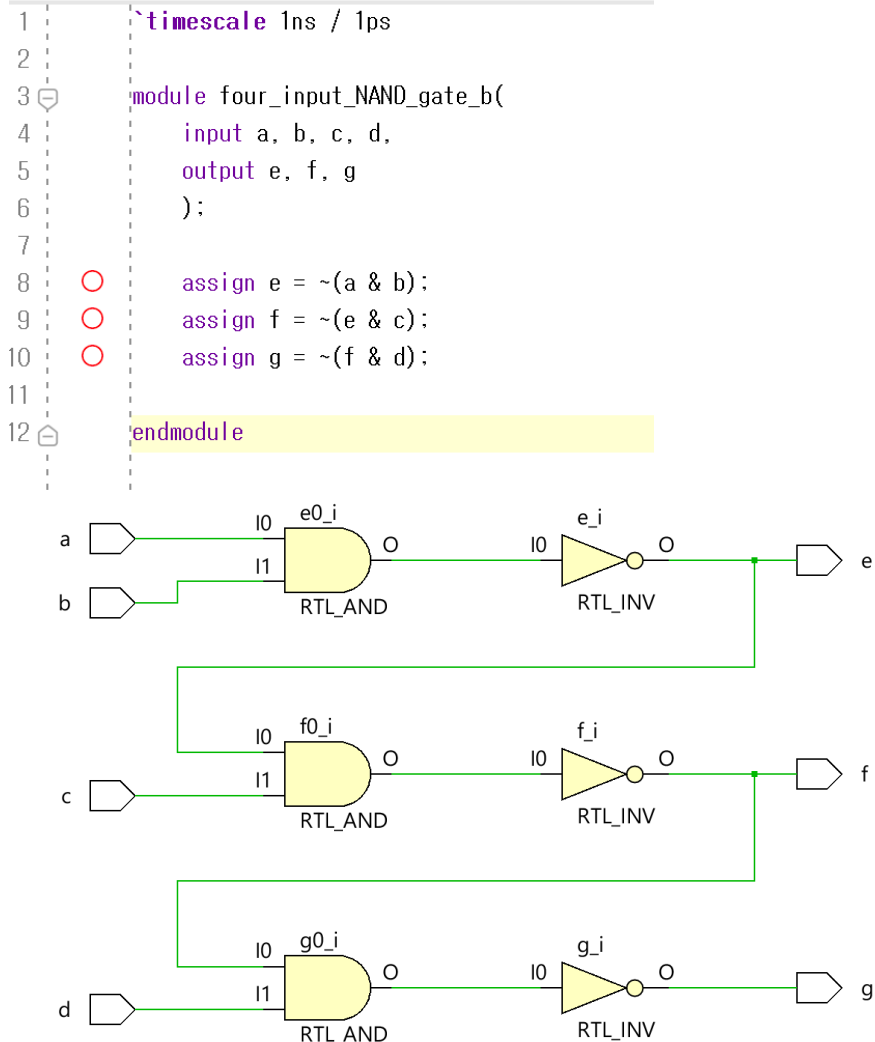 1 `timescale 1ns / 1ps
2
3 module four_input_NAND_gate_b(
4 input a, b, c, d,
5 output e, f, g
6 );
7
8 assign e = ~(a & b);
9 assign f = ~(e & c);
10 assign g = ~(f & d);
11
12 endmodule
e0_i
e_i
a I0 O I0 O e
I1
b
RTL_AND
RTL_INV
f0_i
f_i
I0 O I0 O f
c I1
RTL_AND
RTL_INV
g0_i
g_i
I0 O I0 O g
d I1
RTL_AND
RTL_INV